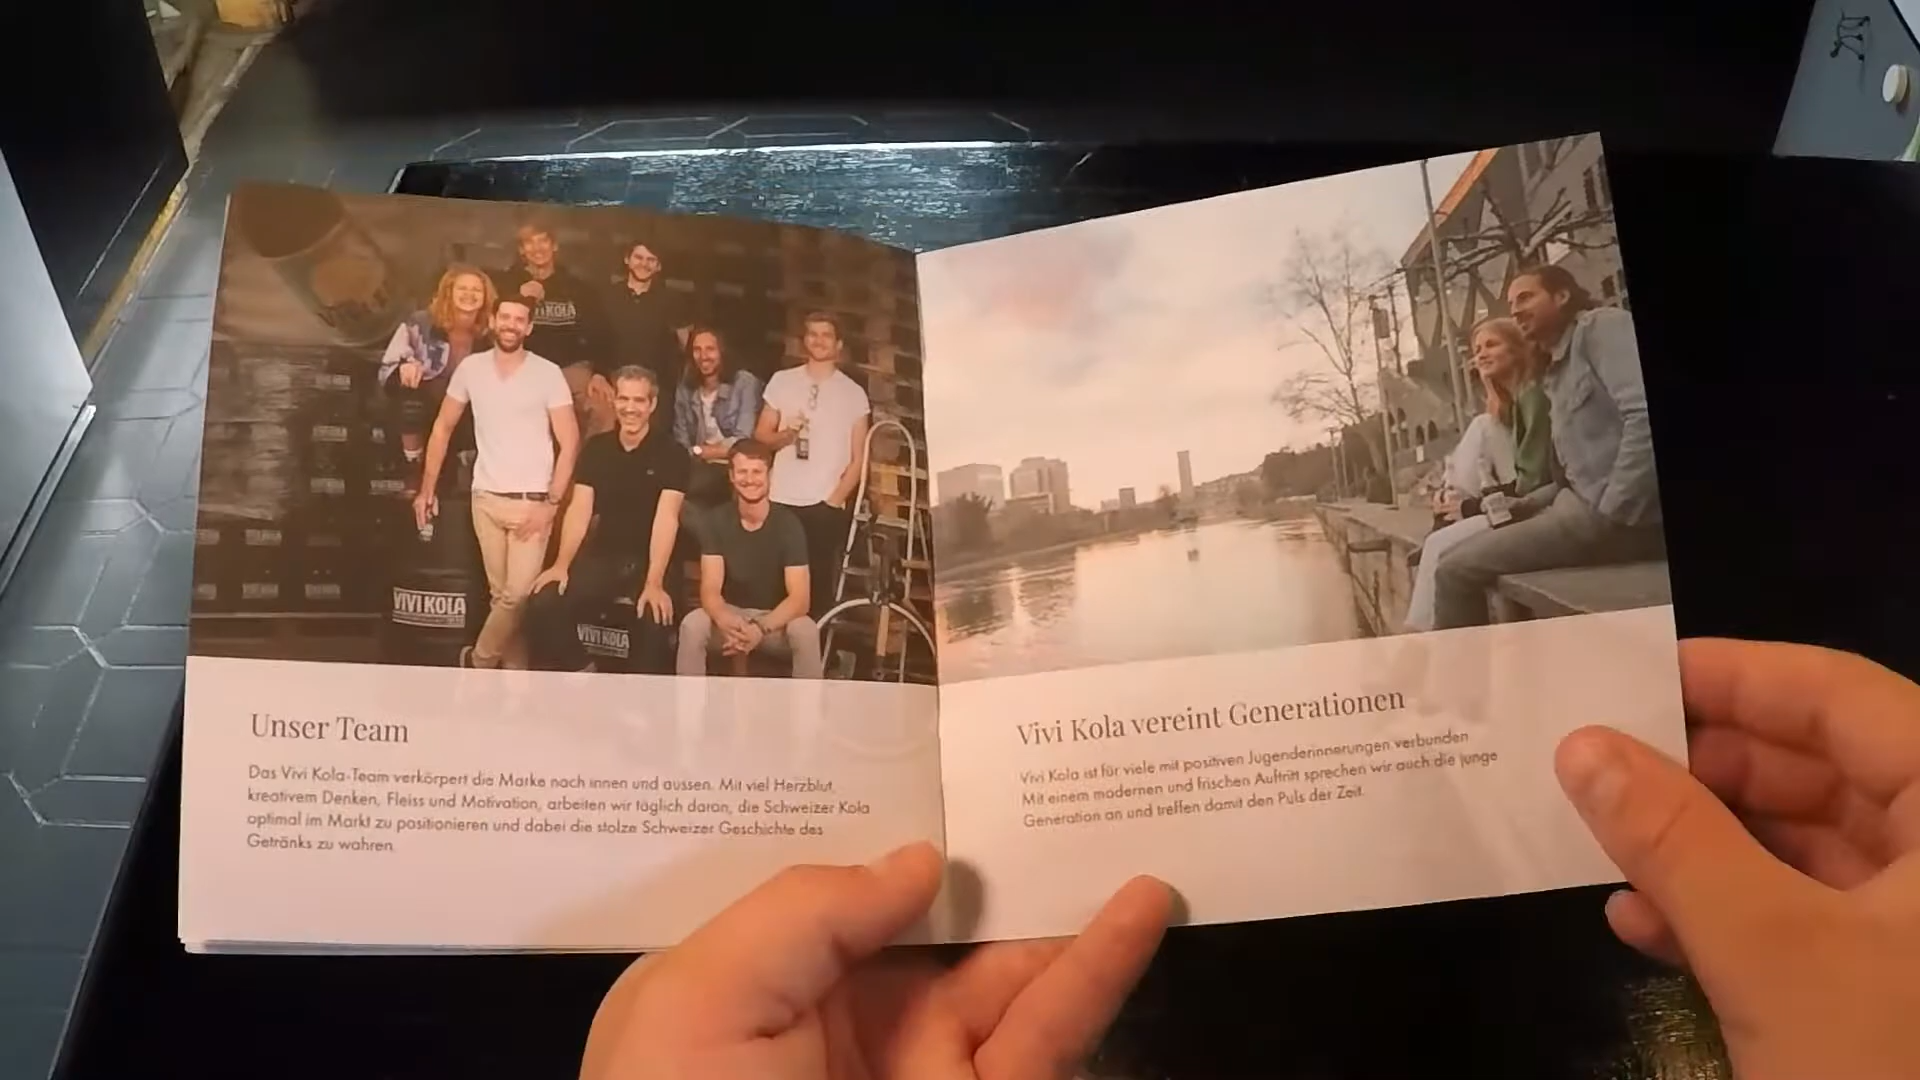 VIVI KOLA
VIVI KOLA
Unser Team
Das Vivi Kola-Team verkörpert die Marke nach innen und aussen. Mit viel Herzblut,
kreativem Denken, Fleiss und Motivation, arbeiten wir täglich daran, die Schweizer Kola
optimal im Markt zu positionieren und dabei die stolze Schweizer Geschichte des
Getränks zu wahren.
Vivi Kola vereint Generationen
Vivi Kola ist für viele mit positiven Jugenderinnerungen verbunden
Mit einem modernen und frischen Auftritt sprechen wir auch die junge
Generation an und treffen damit den Puls der Zeit.